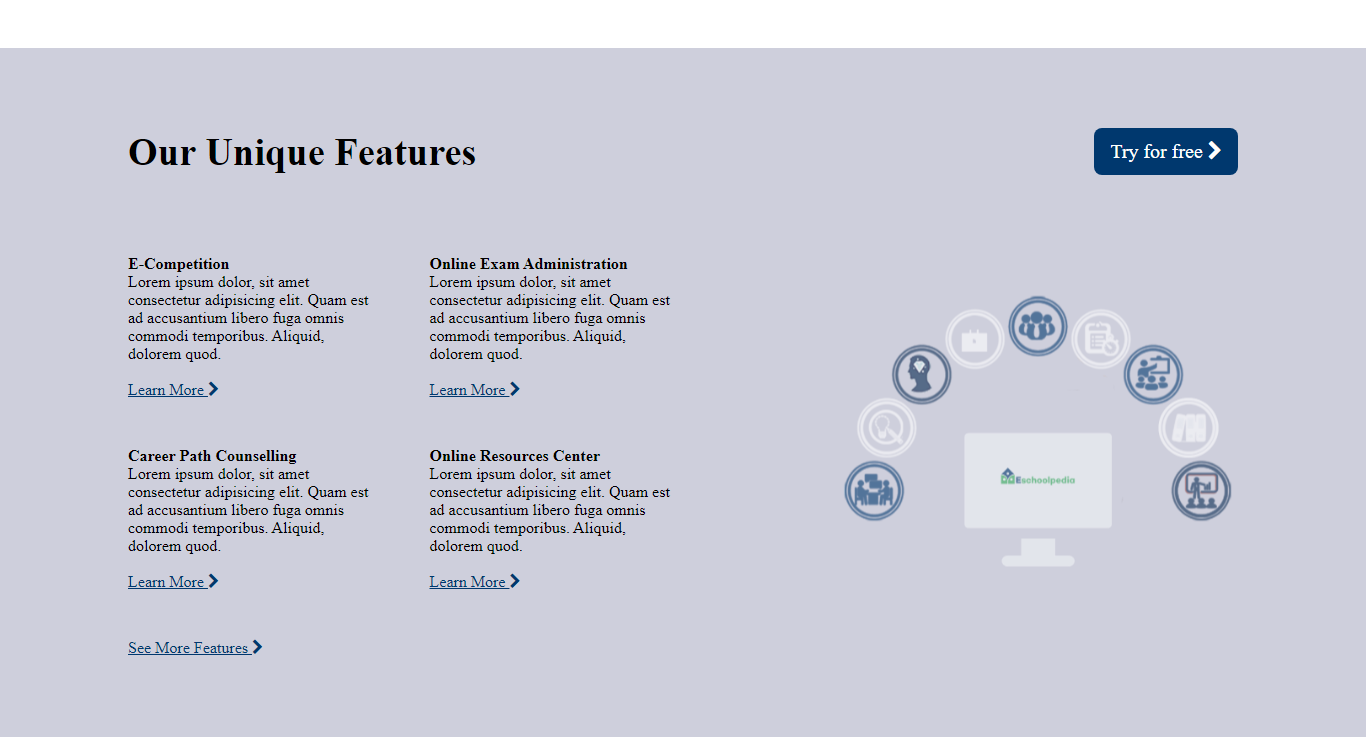 Our Unique Features
Try for free
E-Competition
Lorem ipsum dolor, sit amet
consectetur adipisicing elit. Quam est
ad accusantium libero fuga omnis
commodi temporibus. Aliquid,
dolorem quod.
Learn More
Online Exam Administration
Lorem ipsum dolor, sit amet
consectetur adipisicing elit. Quam est
ad accusantium libero fuga omnis
commodi temporibus. Aliquid,
dolorem quod.
Learn More
Career Path Counselling
Lorem ipsum dolor, sit amet
consectetur adipisicing elit. Quam est
ad accusantium libero fuga omnis
commodi temporibus. Aliquid,
dolorem quod.
Learn More
Online Resources Center
Lorem ipsum dolor, sit amet
consectetur adipisicing elit. Quam est
ad accusantium libero fuga omnis
commodi temporibus. Aliquid,
dolorem quod.
Learn More
See More Features
Eschoolpedia